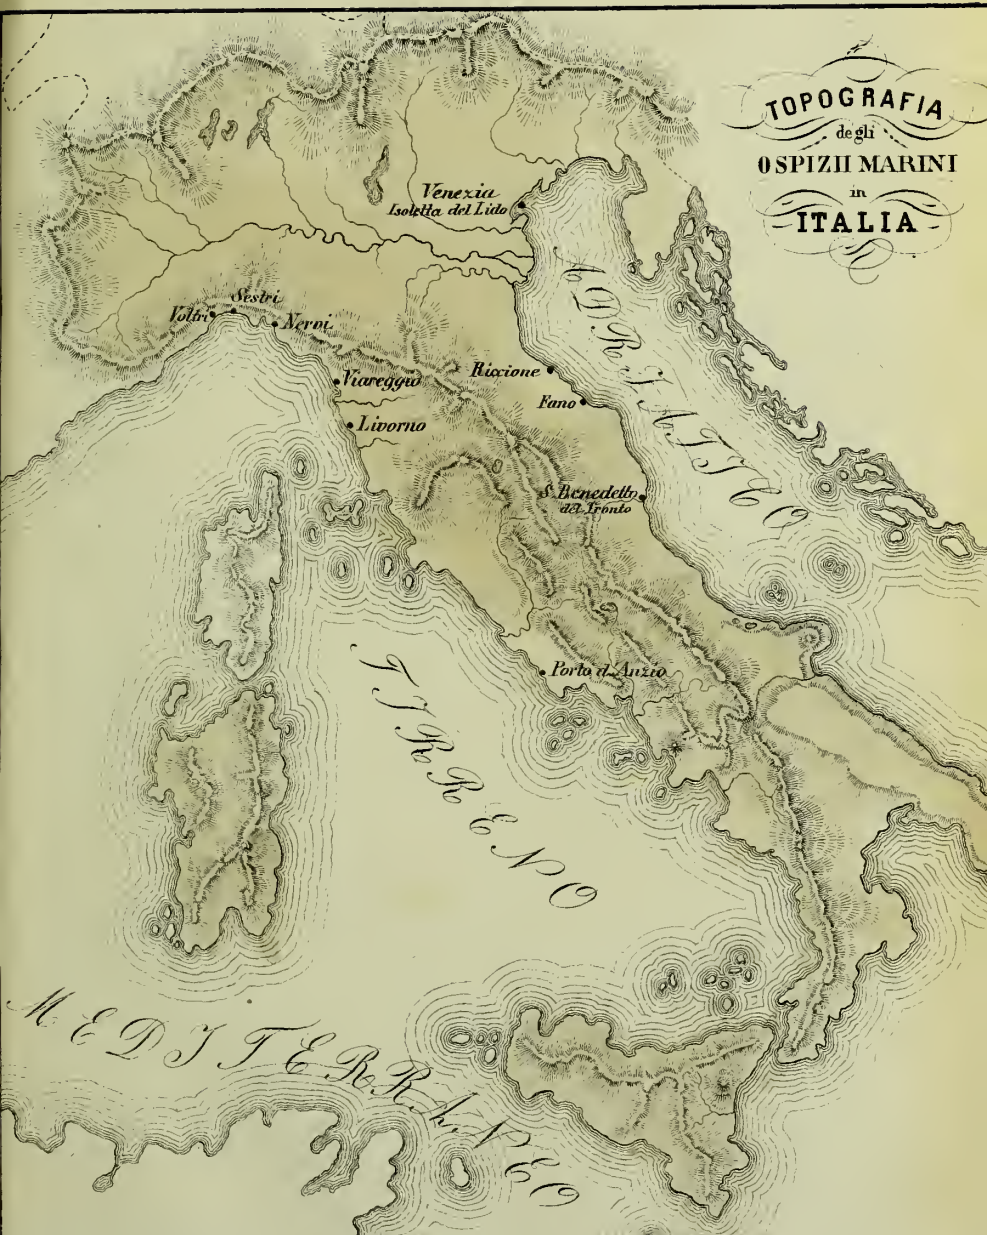 TOPOGRAFIA
degli
OSPIZII MARINI
in
ITALIA
Venezia
Isoletta del Lido
Sestri
Voltri
Nervi
Viareggio
Riccione
Fano
Livorno
S. Benedetto
del Tronto
Porto d'Anzio
ADRIATICO
TIRRENO
MEDITERRANEO